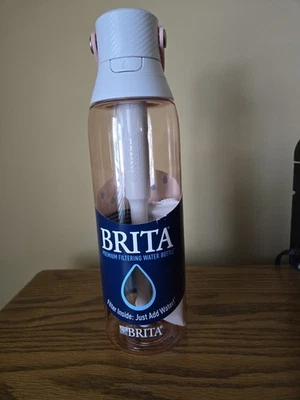 BRITA®
PREMIUM FILTERING WATER BOTTLE
Filter Inside: Just Add Water!
BRITA